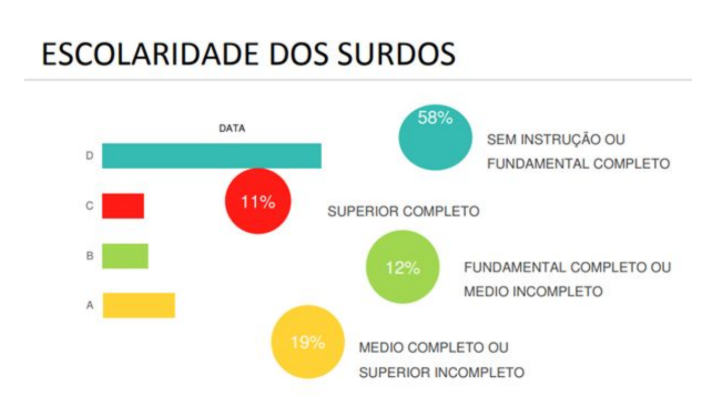 ESCOLARIDADE DOS SURDOS
DATA
D
C
B
A
58%
SEM INSTRUÇÃO OU
FUNDAMENTAL COMPLETO
11%
SUPERIOR COMPLETO
12%
FUNDAMENTAL COMPLETO OU
MEDIO INCOMPLETO
19%
MEDIO COMPLETO OU
SUPERIOR INCOMPLETO